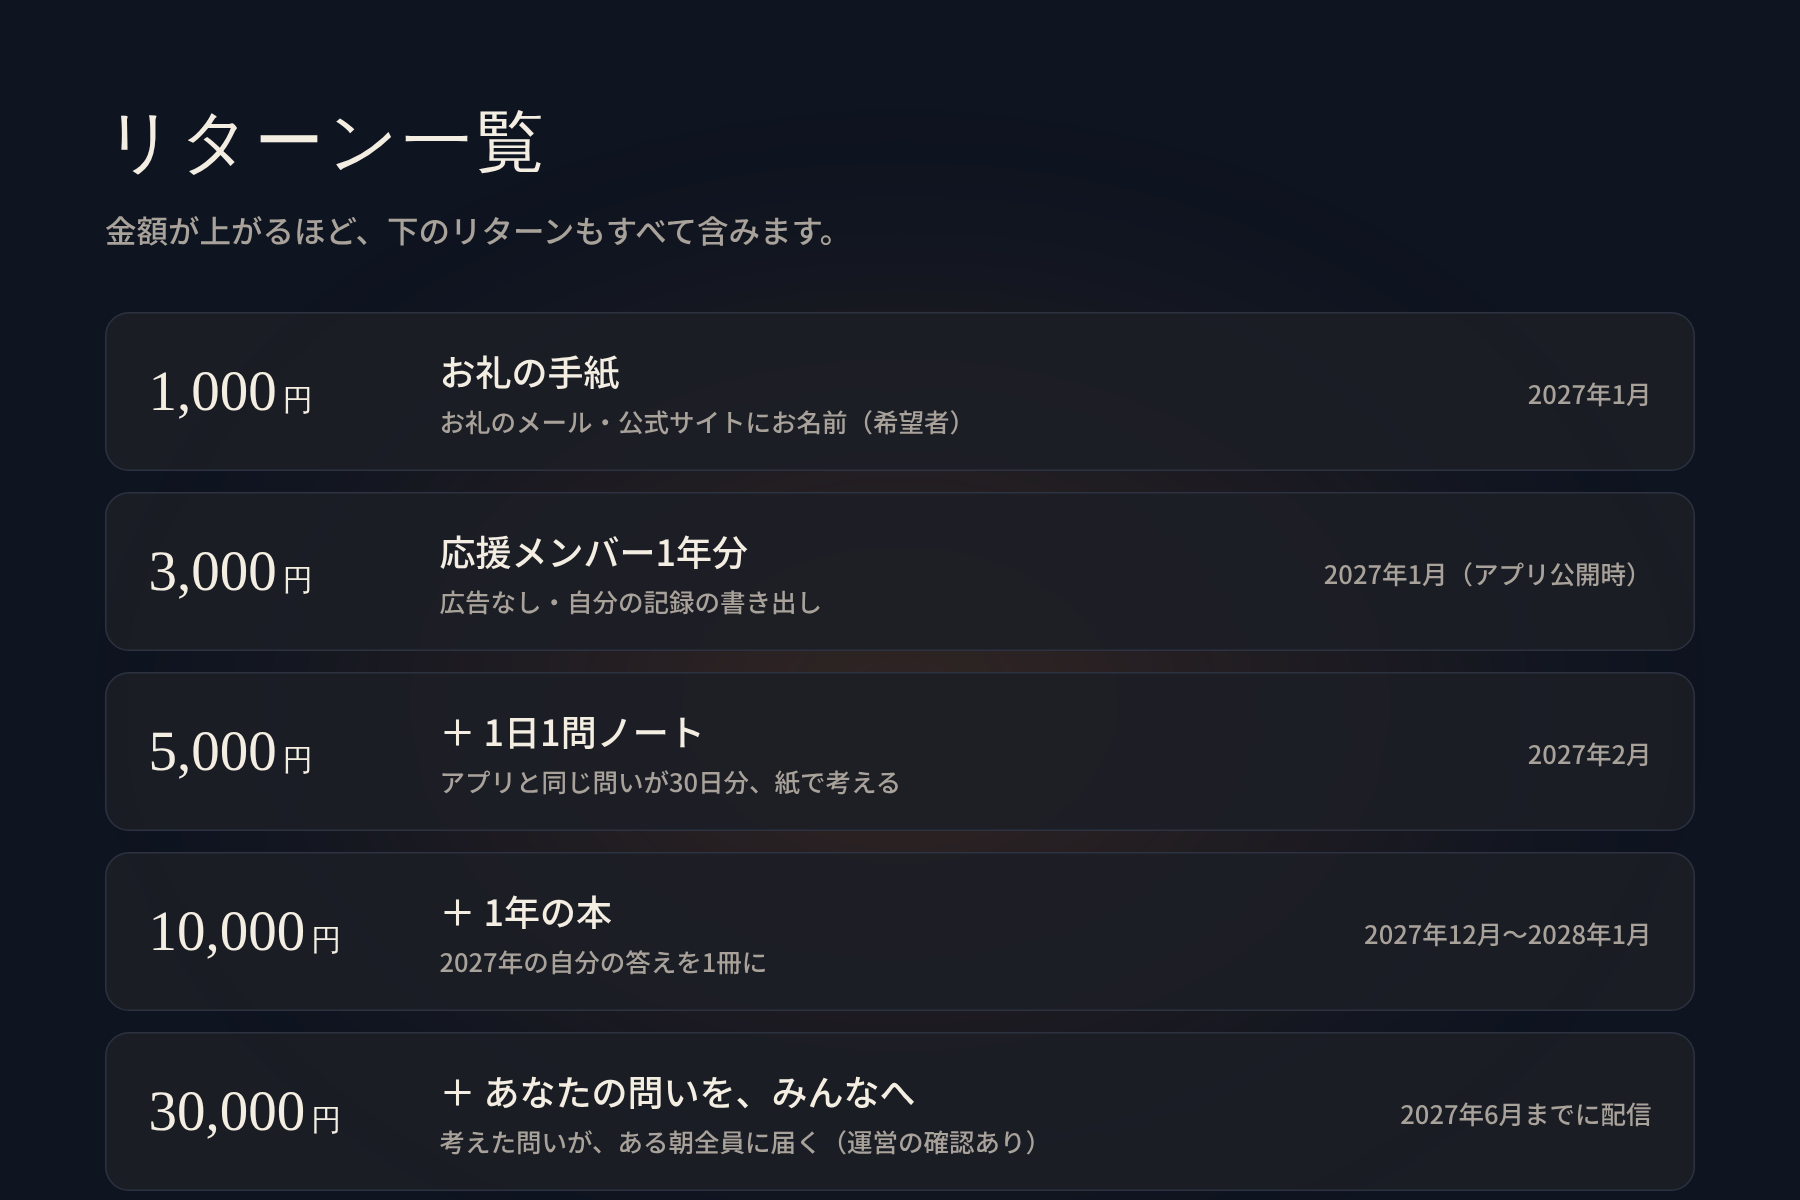 リターン一覧
金額が上がるほど、下のリターンもすべて含みます。
1,000円
お礼の手紙
お礼のメール・公式サイトにお名前（希望者）
2027年1月
3,000円
応援メンバー1年分
広告なし・自分の記録の書き出し
2027年1月（アプリ公開時）
5,000円
＋ 1日1問ノート
アプリと同じ問いが30日分、紙で考える
2027年2月
10,000円
＋ 1年の本
2027年の自分の答えを1冊に
2027年12月〜2028年1月
30,000円
＋ あなたの問いを、みんなへ
考えた問いが、ある朝全員に届く（運営の確認あり）
2027年6月までに配信